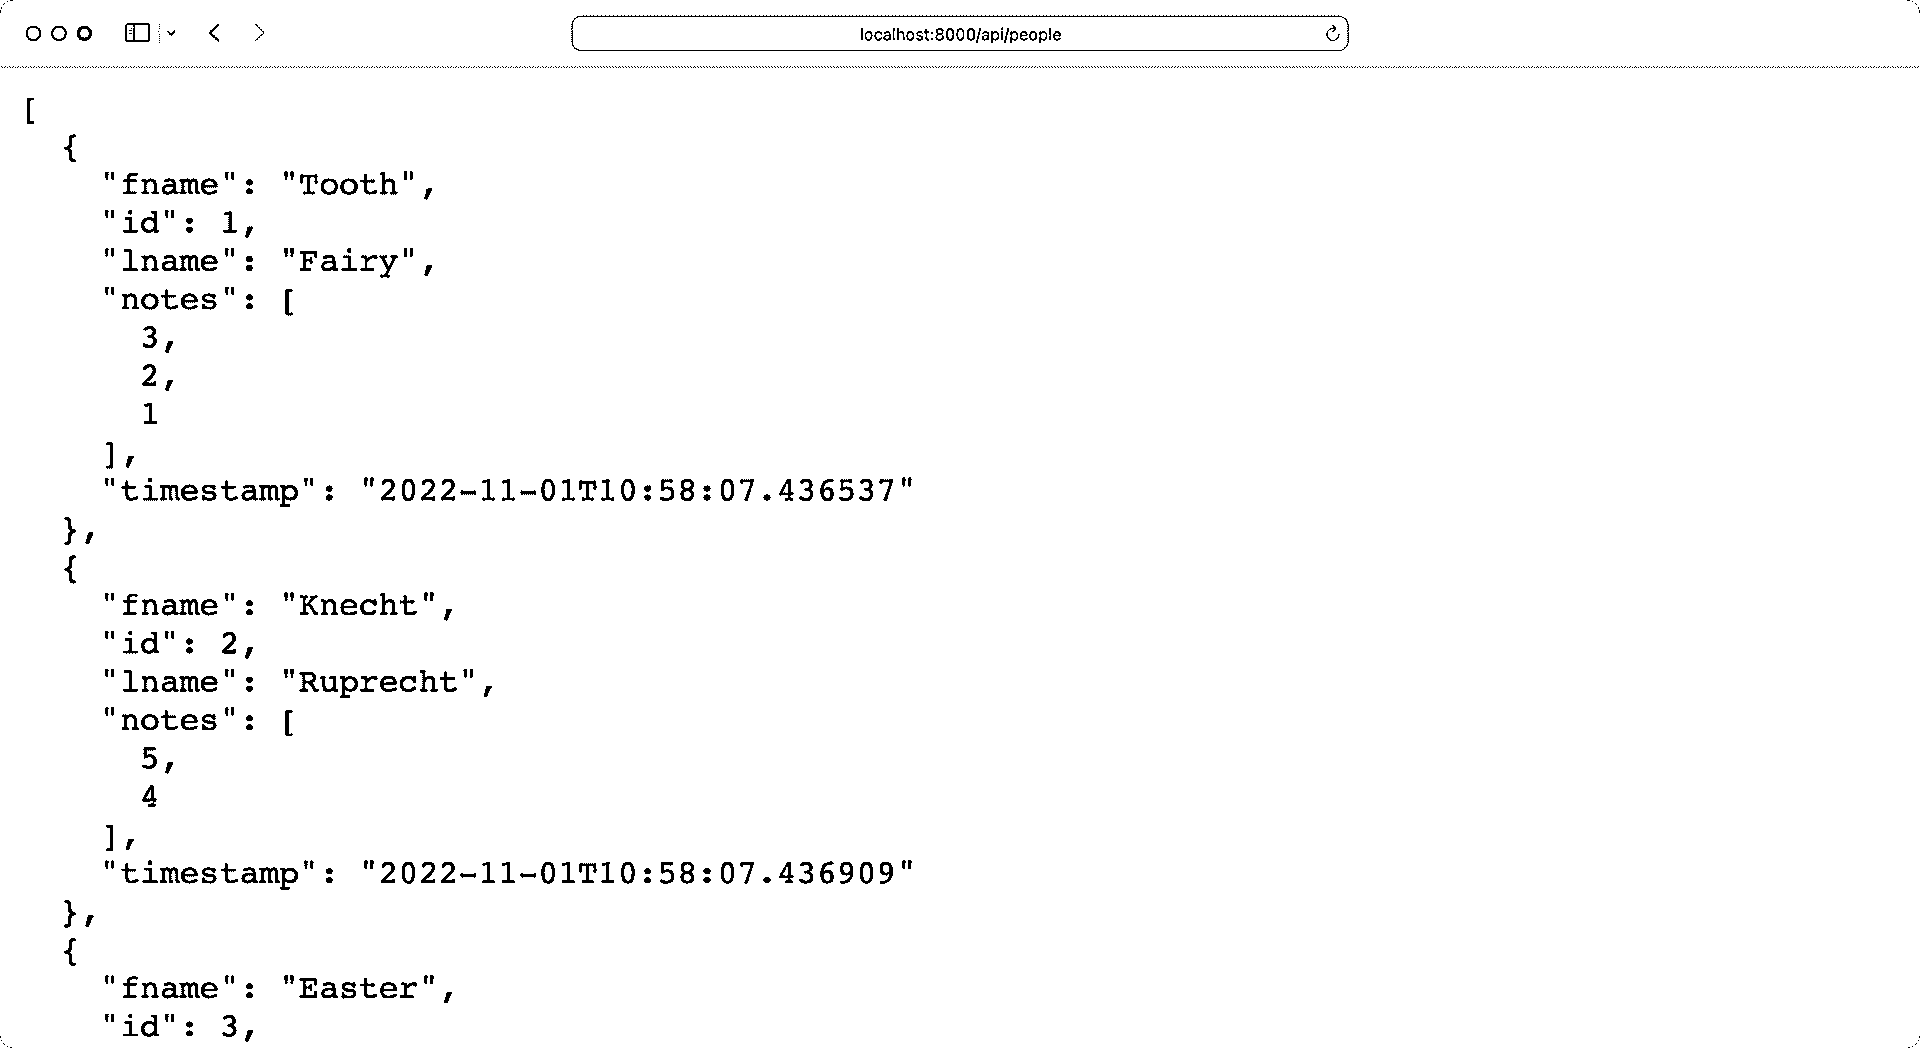 localhost:8000/api/people
[
  {
    "fname": "Tooth",
    "id": 1,
    "lname": "Fairy",
    "notes": [
      3,
      2,
      1
    ],
    "timestamp": "2022-11-01T10:58:07.436537"
  },
  {
    "fname": "Knecht",
    "id": 2,
    "lname": "Ruprecht",
    "notes": [
      5,
      4
    ],
    "timestamp": "2022-11-01T10:58:07.436909"
  },
  {
    "fname": "Easter",
    "id": 3,